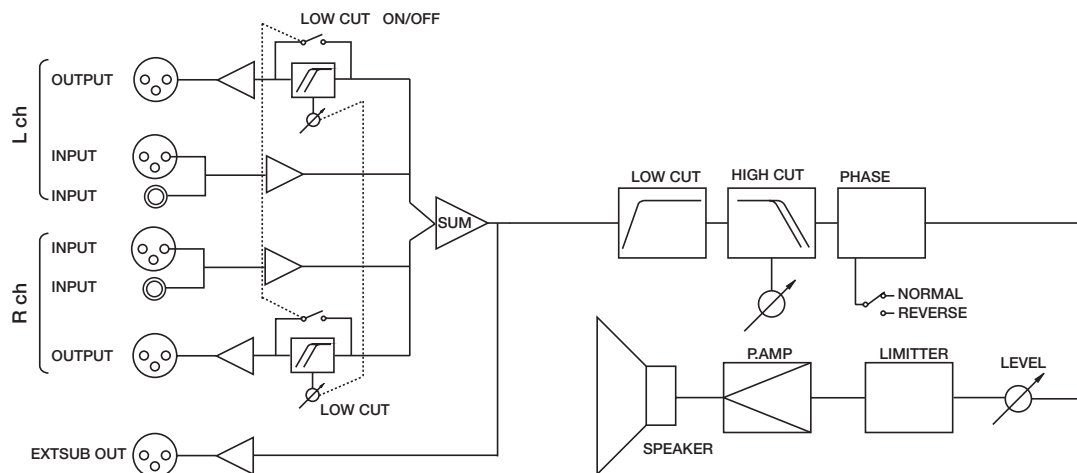 LOW CUT ON/OFF
L ch
OUTPUT
INPUT
INPUT
R ch
INPUT
INPUT
OUTPUT
LOW CUT
EXTSUB OUT
SUM
LOW CUT
HIGH CUT
PHASE
NORMAL
REVERSE
SPEAKER
P.AMP
LIMITTER
LEVEL